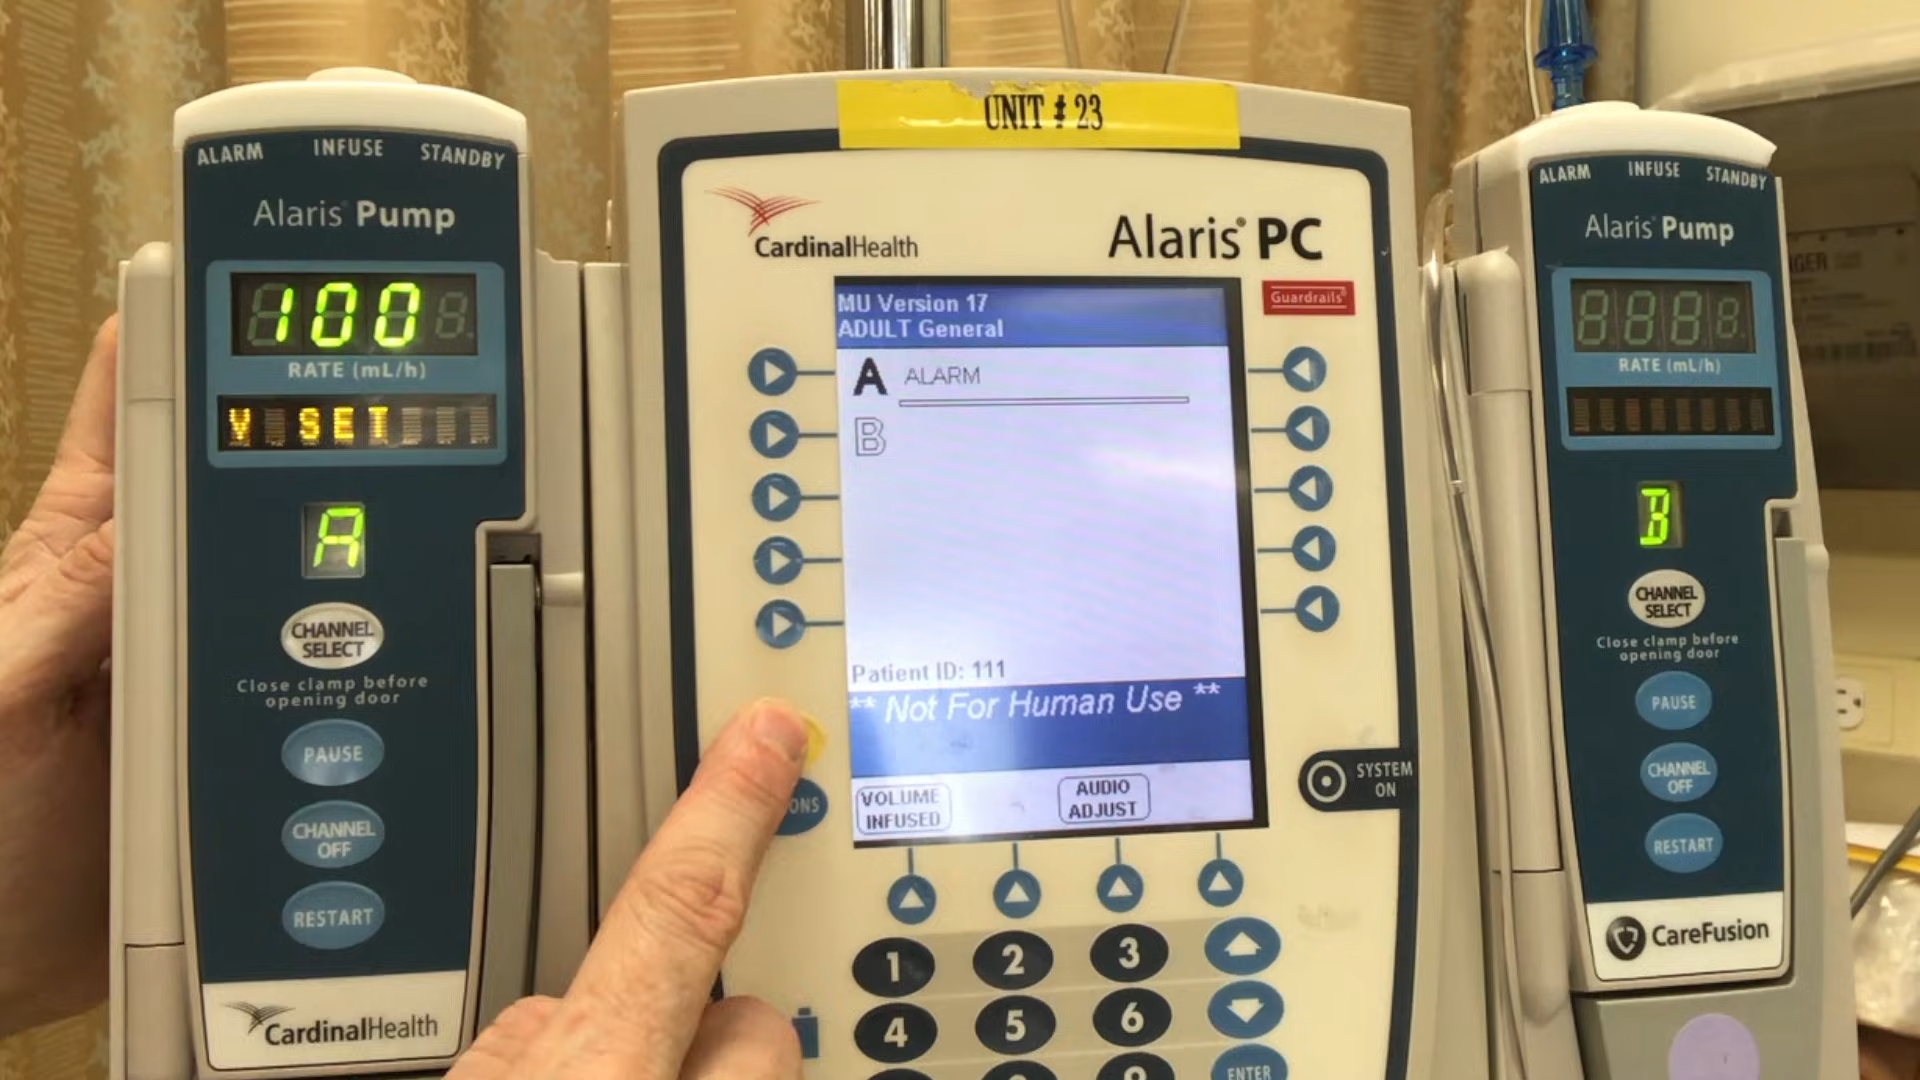 UNIT # 23
ALARM INFUSE STANDBY
Alaris® Pump
100
RATE (mL/h)
V SET
A
CHANNEL
SELECT
Close clamp before
opening door
PAUSE
CHANNEL
OFF
RESTART
CardinalHealth
CardinalHealth
Alaris® PC
Guardrails®
MU Version 17
ADULT General
A ALARM
B
Patient ID: 111
** Not For Human Use **
VOLUME
INFUSED
AUDIO
ADJUST
SYSTEM
ON
1 2 3
4 5 6
ENTER
ALARM INFUSE STANDBY
Alaris® Pump
RATE (mL/h)
B
CHANNEL
SELECT
Close clamp before
opening door
PAUSE
CHANNEL
OFF
RESTART
CareFusion